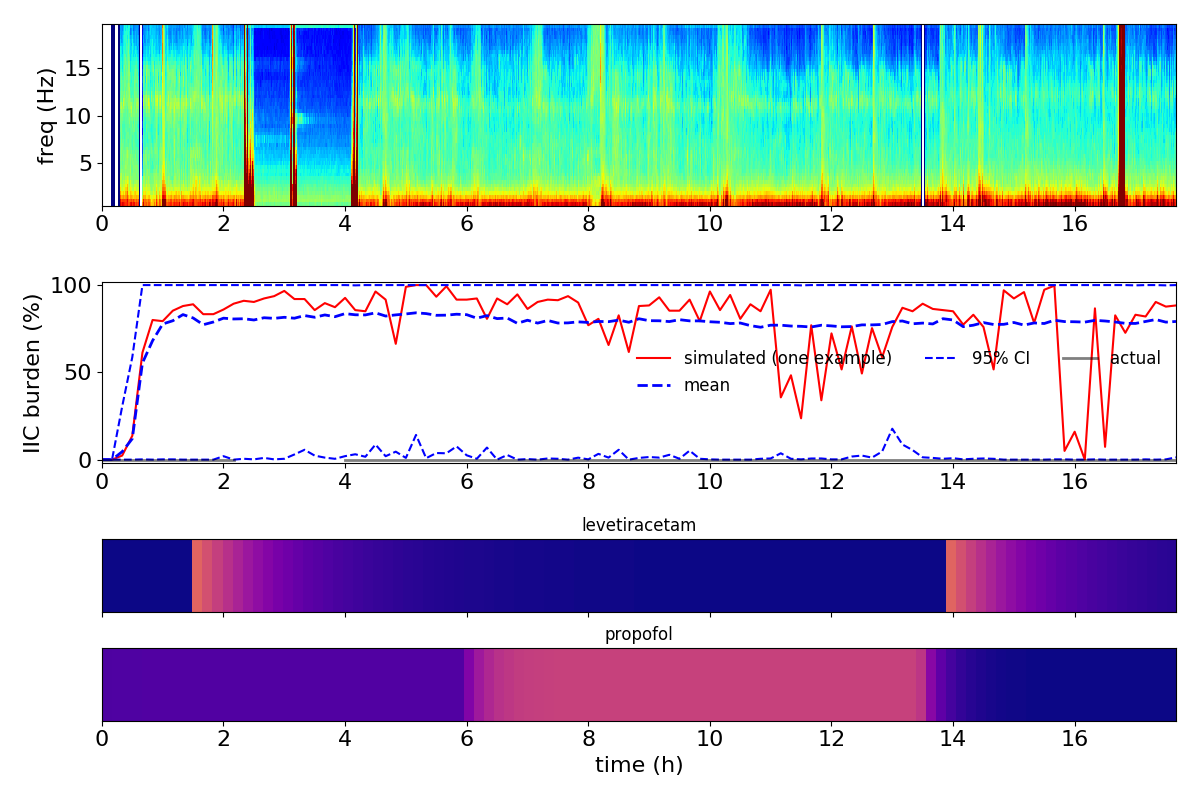 freq (Hz)
15
10
5
0 2 4 6 8 10 12 14 16
IIC burden (%)
100
50
0
simulated (one example)
mean
95% CI
actual
0 2 4 6 8 10 12 14 16
levetiracetam
propofol
0 2 4 6 8 10 12 14 16
time (h)